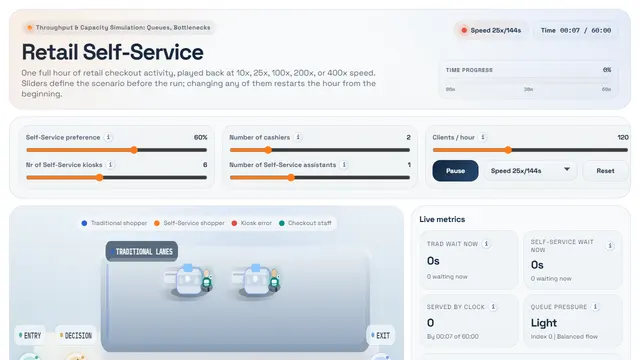 Throughput & Capacity Simulation: Queues, Bottlenecks
Speed 25x/144s
Time 00:07 / 60:00
Retail Self-Service
One full hour of retail checkout activity, played back at 10x, 25x, 100x, 200x, or 400x speed.
Sliders define the scenario before the run; changing any of them restarts the hour from the
beginning.
TIME PROGRESS 0%
00m 30m 60m
Self-Service preference i 60%
Number of cashiers i 2
Clients / hour i 120
Nr of Self-Service kiosks i 6
Number of Self-Service assistants i 1
Pause
Speed 25x/144s
Reset
Traditional shopper
Self-Service shopper
Kiosk error
Checkout staff
Live metrics
TRADITIONAL LANES
TRAD WAIT NOW i
0s
0 waiting now
SELF-SERVICE WAIT
NOW i
0s
0 waiting now
SERVED BY CLOCK i
0
By 00:07 of 60:00
QUEUE PRESSURE i
Light
Index 0 | Balanced flow
ENTRY
DECISION
EXIT